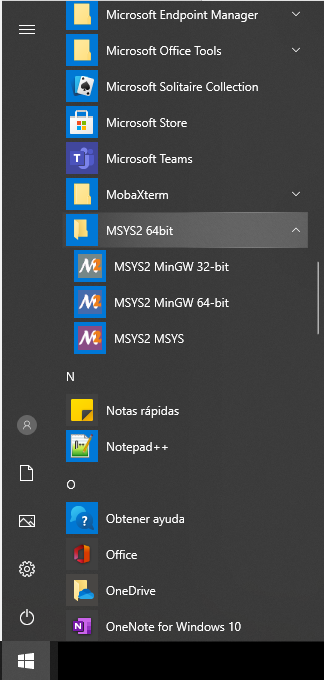 Microsoft Endpoint Manager
Microsoft Office Tools
Microsoft Solitaire Collection
Microsoft Store
Microsoft Teams
MobaXterm
MSYS2 64bit
MSYS2 MinGW 32-bit
MSYS2 MinGW 64-bit
MSYS2 MSYS
N
Notas rápidas
Notepad++
O
Obtener ayuda
Office
OneDrive
OneNote for Windows 10